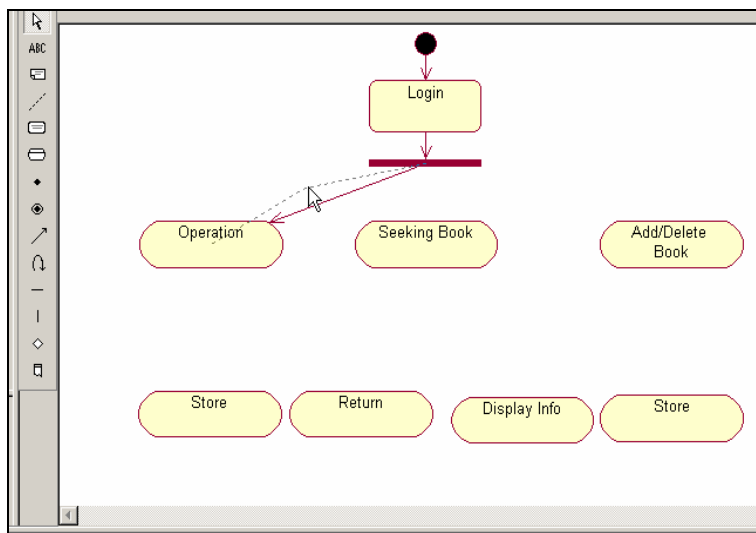 ABC
Login
Operation
Seeking Book
Add/Delete
Book
Store
Return
Display Info
Store